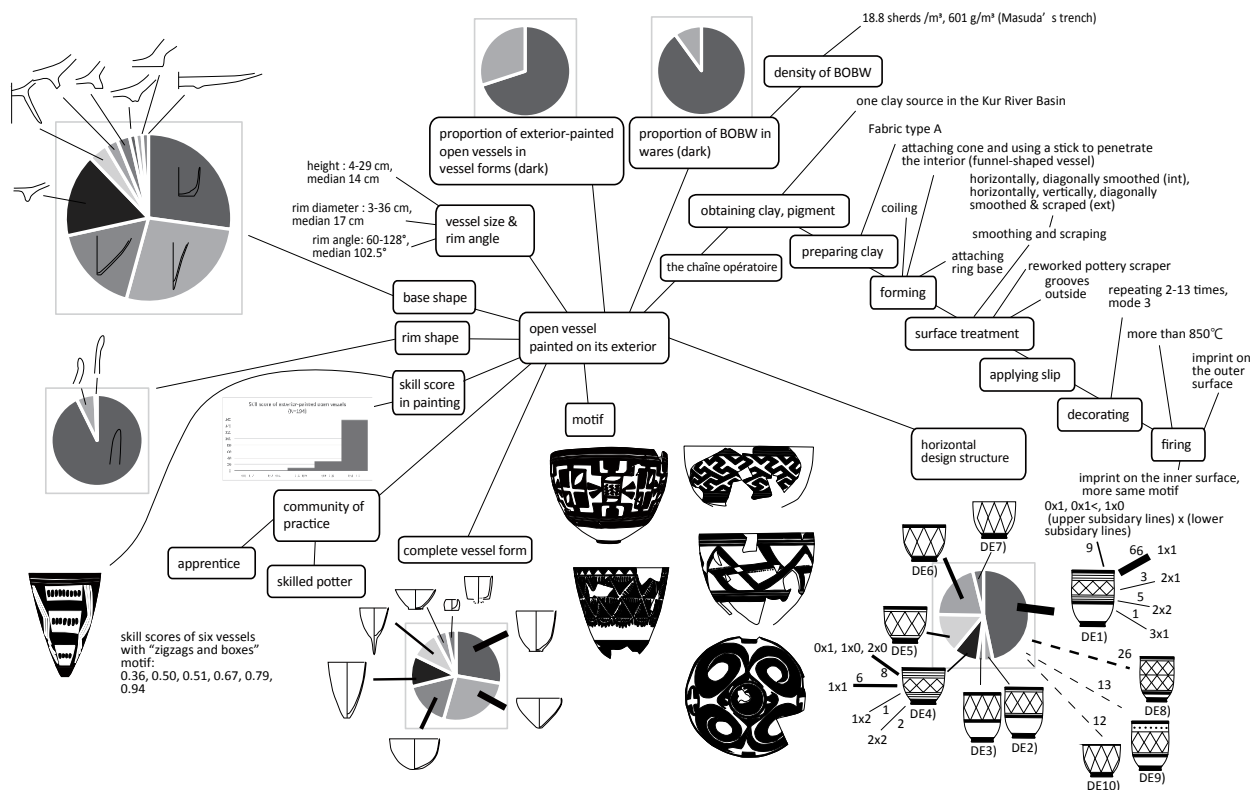 18.8 sherds /m³, 601 g/m³ (Masuda’s trench)
density of BOBW
one clay source in the Kur River Basin
proportion of exterior-painted
open vessels in
vessel forms (dark)
proportion of BOBW in
wares (dark)
Fabric type A
attaching cone and using a stick to penetrate
the interior (funnel-shaped vessel)
horizontally, diagonally smoothed (int),
horizontally, vertically, diagonally
smoothed & scraped (ext)
height : 4-29 cm,
median 14 cm
rim diameter : 3-36 cm,
median 17 cm
rim angle: 60-128°,
median 102.5°
vessel size &
rim angle
obtaining clay, pigment
coiling
smoothing and scraping
preparing clay
the chaîne opératoire
attaching
ring base
reworked pottery scraper
grooves
outside
forming
repeating 2-13 times,
mode 3
base shape
rim shape
open vessel
painted on its exterior
surface treatment
more than 850℃
applying slip
imprint on
the outer
surface
skill score
in painting
Skill score of exterior-painted open vessels
(N=194)
motif
decorating
firing
horizontal
design structure
imprint on the inner surface,
more same motif
community of
practice
apprentice
skilled potter
complete vessel form
0x1, 0x1<, 1x0
(upper subsidary lines) x (lower
subsidary lines)
9
66
1x1
3
2x1
5
2x2
1
3x1
DE1)
DE7)
DE6)
DE5)
0x1, 1x0, 2x0
8
6
1x1
1
1x2
2
2x2
DE4)
DE3)
DE2)
26
DE8)
13
DE9)
12
DE10)
skill scores of six vessels
with “zigzags and boxes”
motif:
0.36, 0.50, 0.51, 0.67, 0.79,
0.94